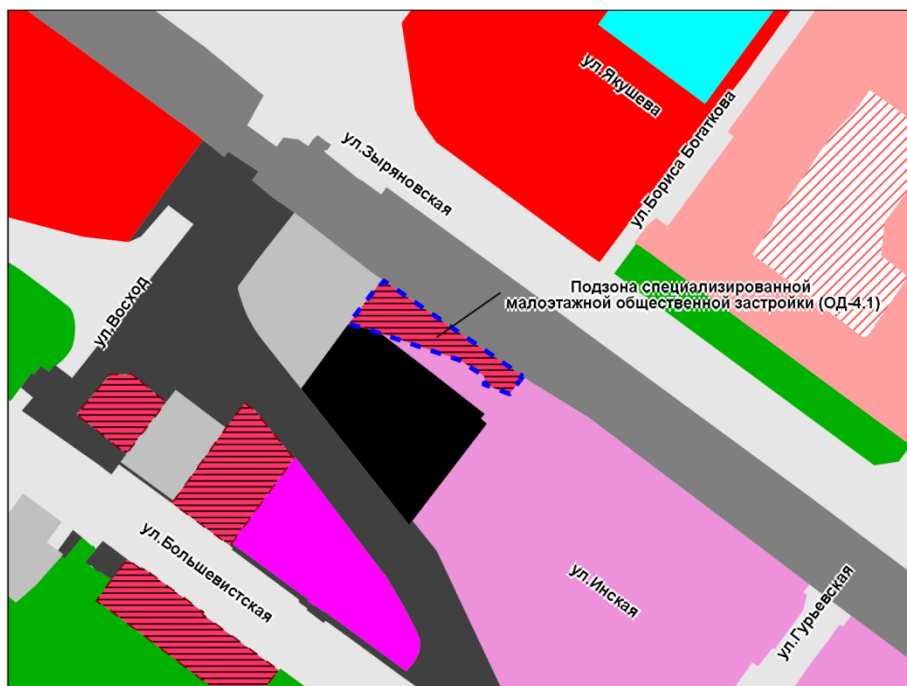 ул.Якушева
ул.Бориса Богаткова
ул.Зыряновская
Подзона специализированной
малоэтажной общественной застройки (ОД-4.1)
ул.Восход
ул.Большевистская
ул.Инская
ул.Гурьевская